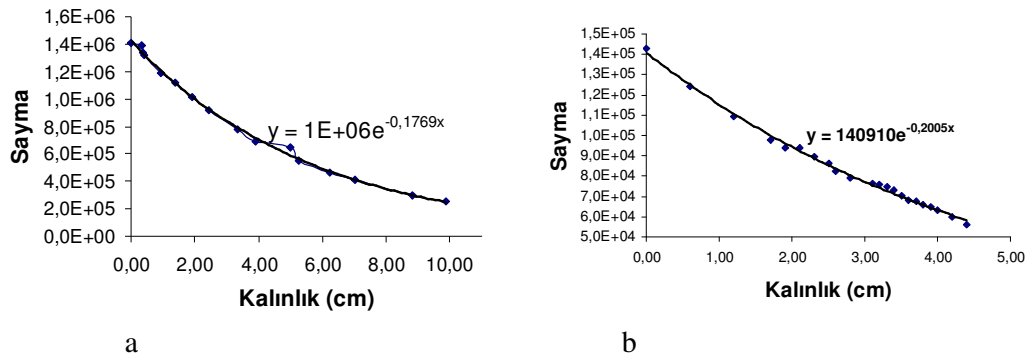 1,6E+06
1,4E+06
1,2E+06
1,0E+06
8,0E+05
6,0E+05
4,0E+05
2,0E+05
0,0E+00
Sayma
y = 1E+06e^-0,1769x
0,00 2,00 4,00 6,00 8,00 10,00
Kalınlık (cm)
a
1,5E+05
1,4E+05
1,3E+05
1,2E+05
1,1E+05
1,0E+05
9,0E+04
8,0E+04
7,0E+04
6,0E+04
5,0E+04
Sayma
y = 140910e^-0,2005x
0,00 1,00 2,00 3,00 4,00 5,00
Kalınlık (cm)
b